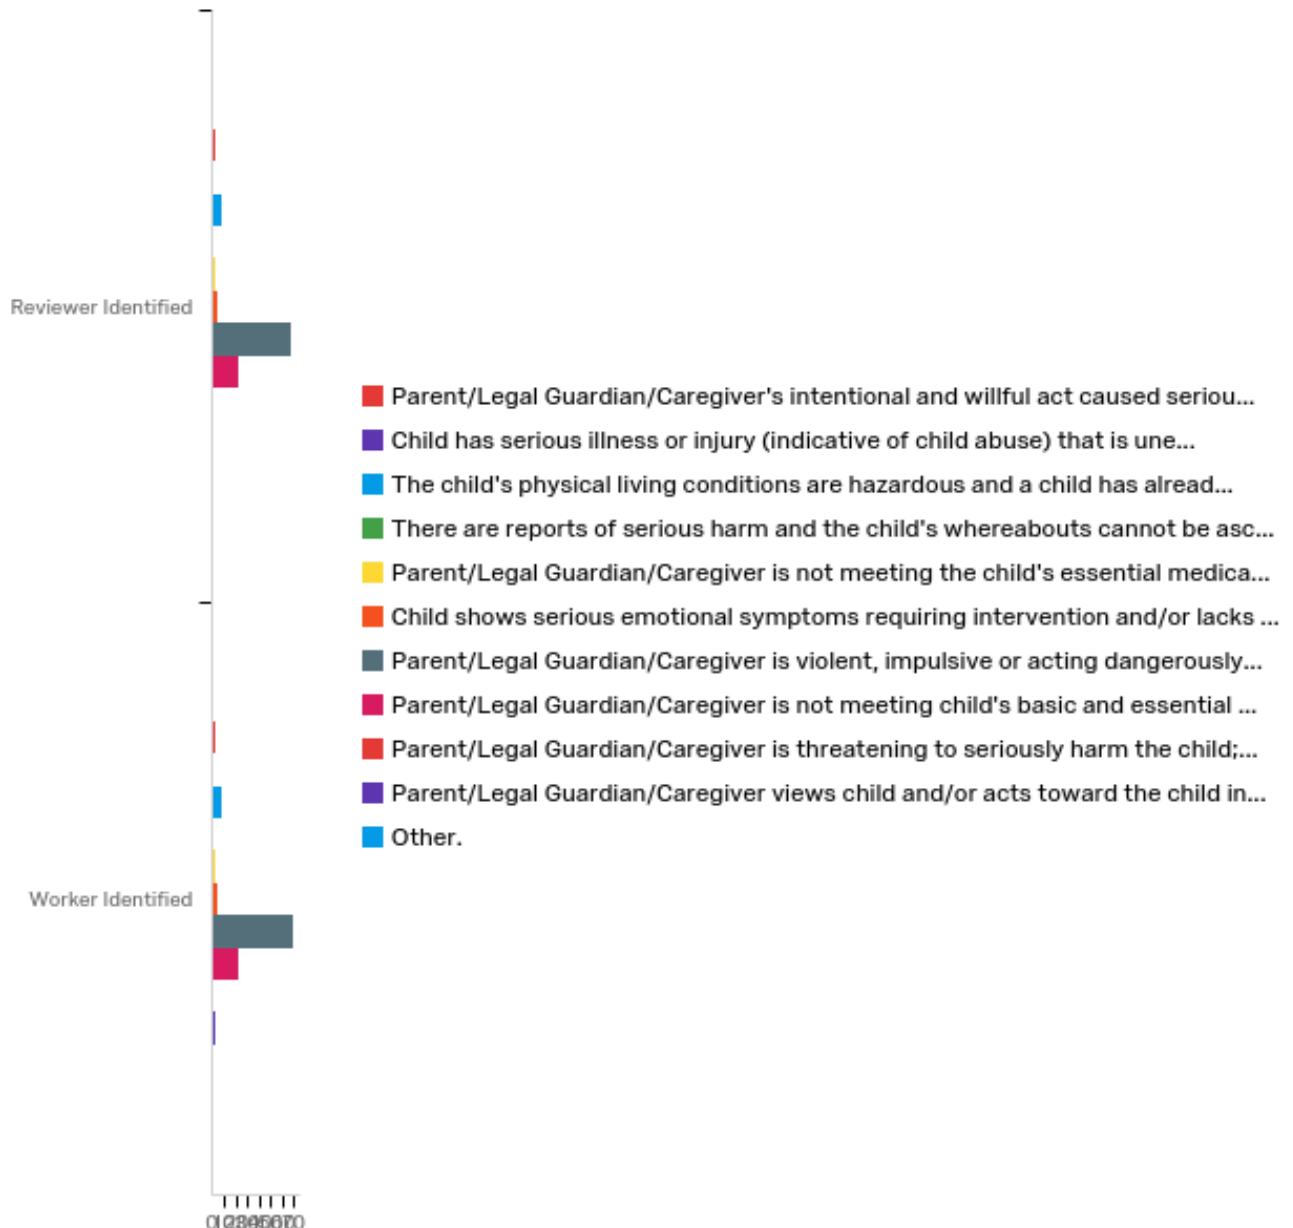 Reviewer Identified
Parent/Legal Guardian/Caregiver's intentional and willful act caused seriou...
Child has serious illness or injury (indicative of child abuse) that is une...
The child's physical living conditions are hazardous and a child has alread...
There are reports of serious harm and the child's whereabouts cannot be asc...
Parent/Legal Guardian/Caregiver is not meeting the child's essential medica...
Child shows serious emotional symptoms requiring intervention and/or lacks ...
Parent/Legal Guardian/Caregiver is violent, impulsive or acting dangerously...
Parent/Legal Guardian/Caregiver is not meeting child's basic and essential ...
Parent/Legal Guardian/Caregiver is threatening to seriously harm the child;...
Parent/Legal Guardian/Caregiver views child and/or acts toward the child in...
Other.
Worker Identified